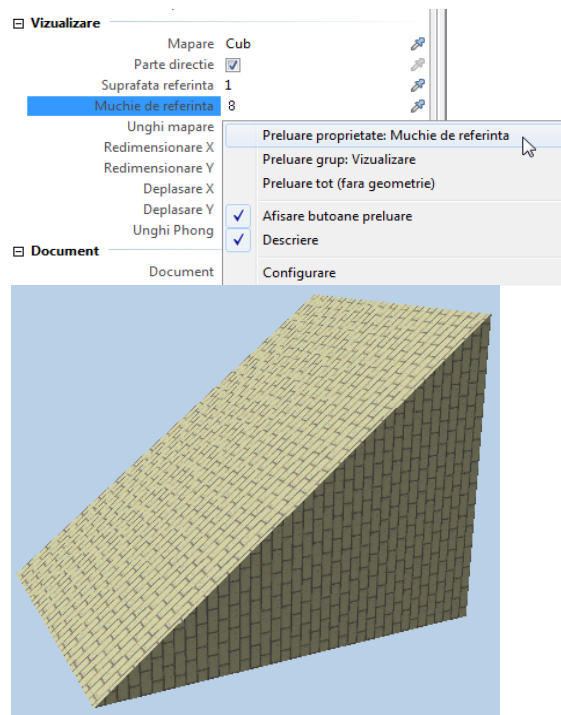 Vizualizare
Mapare Cub
Parte directie
Suprafata referinta 1
Muchie de referinta 8
Unghi mapare
Preluare proprietate: Muchie de referinta
Redimensionare X
Preluare grup: Vizualizare
Redimensionare Y
Preluare tot (fara geometrie)
Deplasare X
Deplasare Y
Afisare butoane preluare
Unghi Phong
Descriere
Document
Document
Configurare